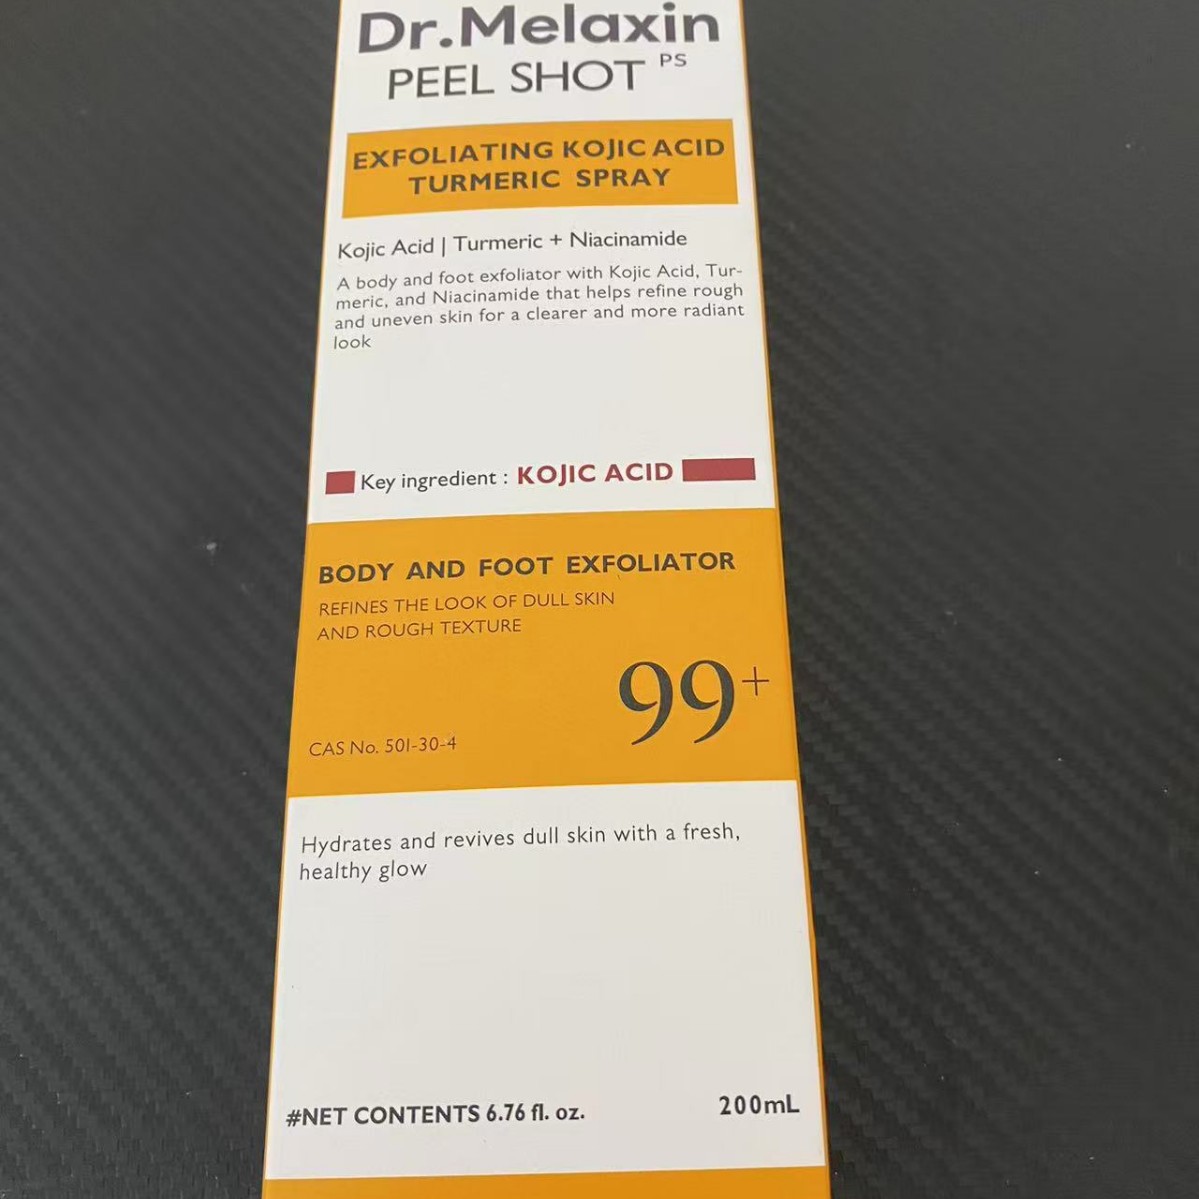 Dr.Melaxin
PEEL SHOT PS
EXFOLIATING KOJIC ACID
TURMERIC SPRAY
Kojic Acid | Turmeric + Niacinamide
A body and foot exfoliator with Kojic Acid, Tur-
meric, and Niacinamide that helps refine rough
and uneven skin for a clearer and more radiant
look
Key ingredient : KOJIC ACID
BODY AND FOOT EXFOLIATOR
REFINES THE LOOK OF DULL SKIN
AND ROUGH TEXTURE
99+
CAS No. 501-30-4
Hydrates and revives dull skin with a fresh,
healthy glow
#NET CONTENTS 6.76 fl. oz.
200mL